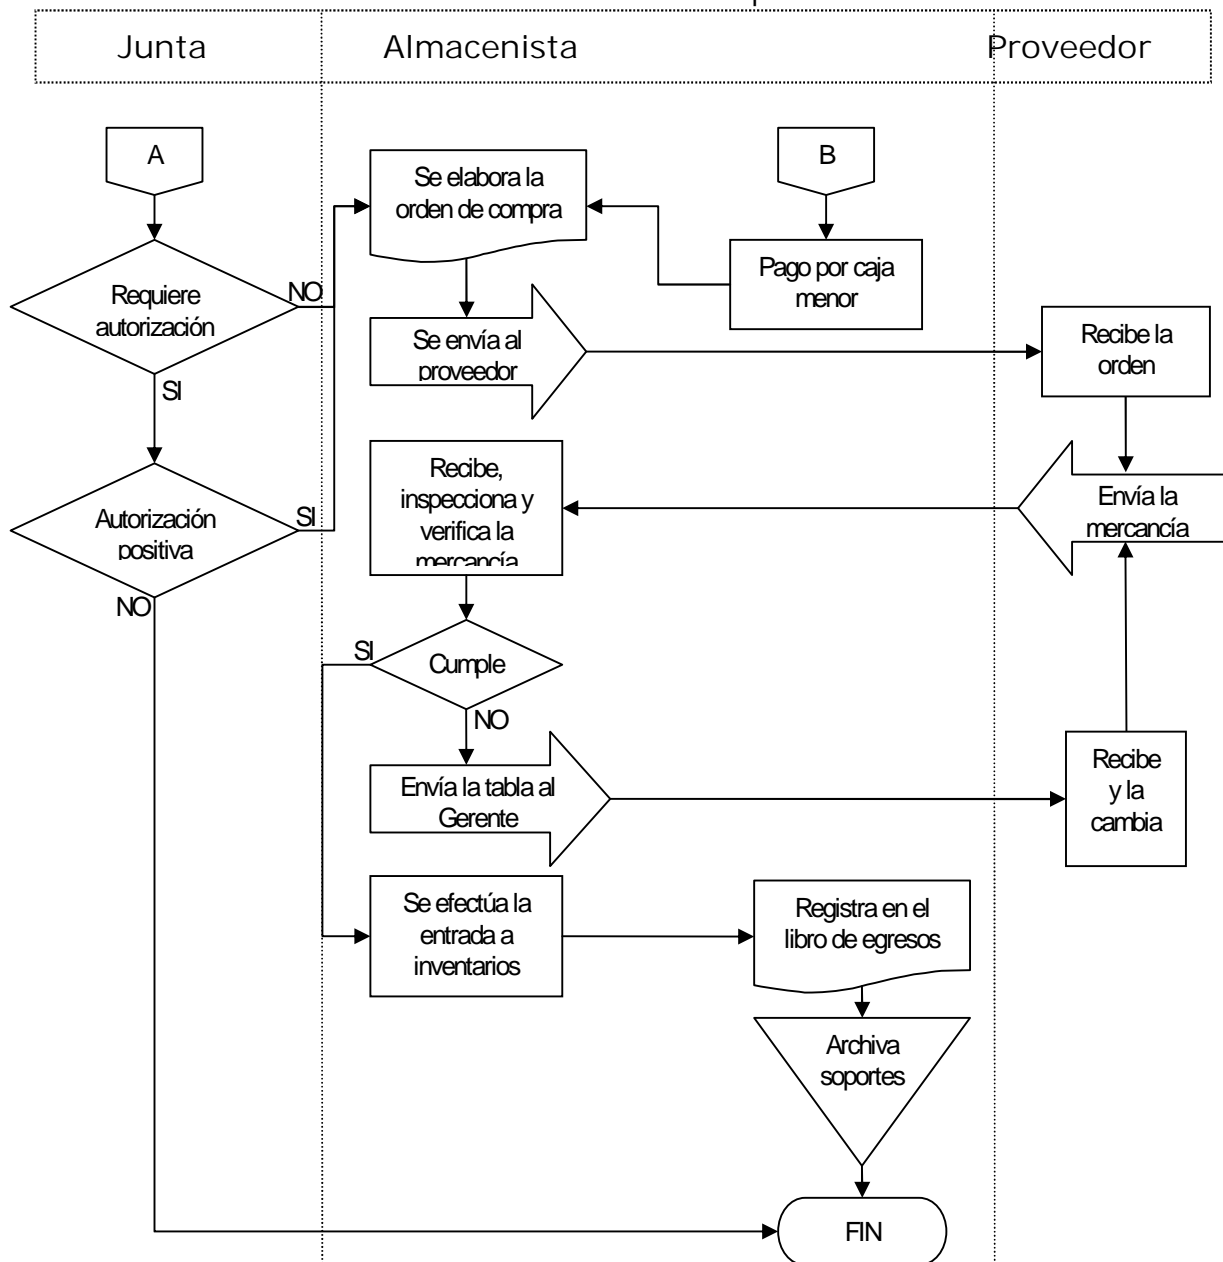 Junta Almacenista Proveedor
A
B
Se elabora la
orden de compra
Pago por caja
menor
Requiere
autorización
NO
SI
Se envía al
proveedor
Recibe la
orden
Autorización
positiva
SI
NO
Recibe,
inspecciona y
verifica la
mercancía
Envía la
mercancía
Cumple
SI
NO
Envía la tabla al
Gerente
Recibe
y la
cambia
Se efectúa la
entrada a
inventarios
Registra en el
libro de egresos
Archiva
soportes
FIN